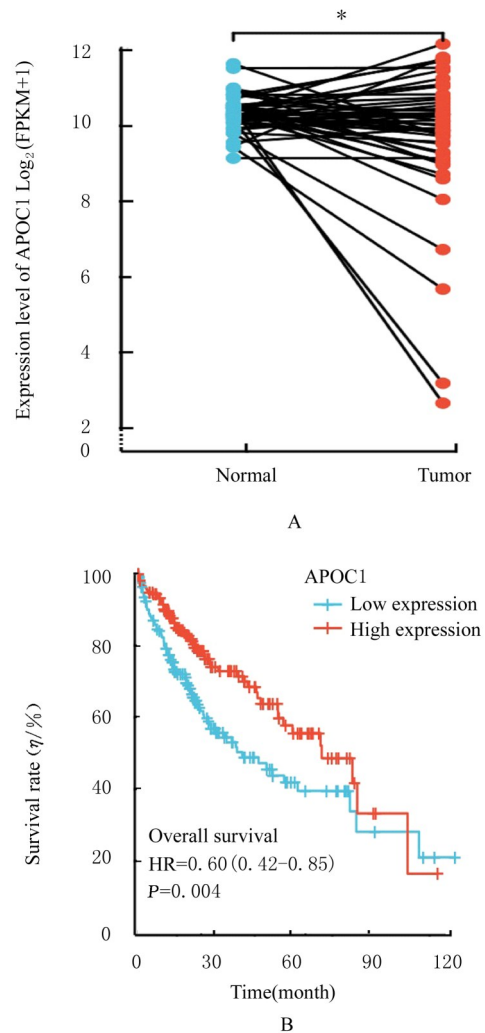 *
Expression level of APOC1 Log₂(FPKM+1)
12
10
8
6
4
2
0
Normal
Tumor
A
APOC1
Low expression
High expression
Survival rate (η/%)
100
80
60
40
20
0
Overall survival
HR=0.60(0.42-0.85)
P=0.004
0
30
60
90
120
Time(month)
B